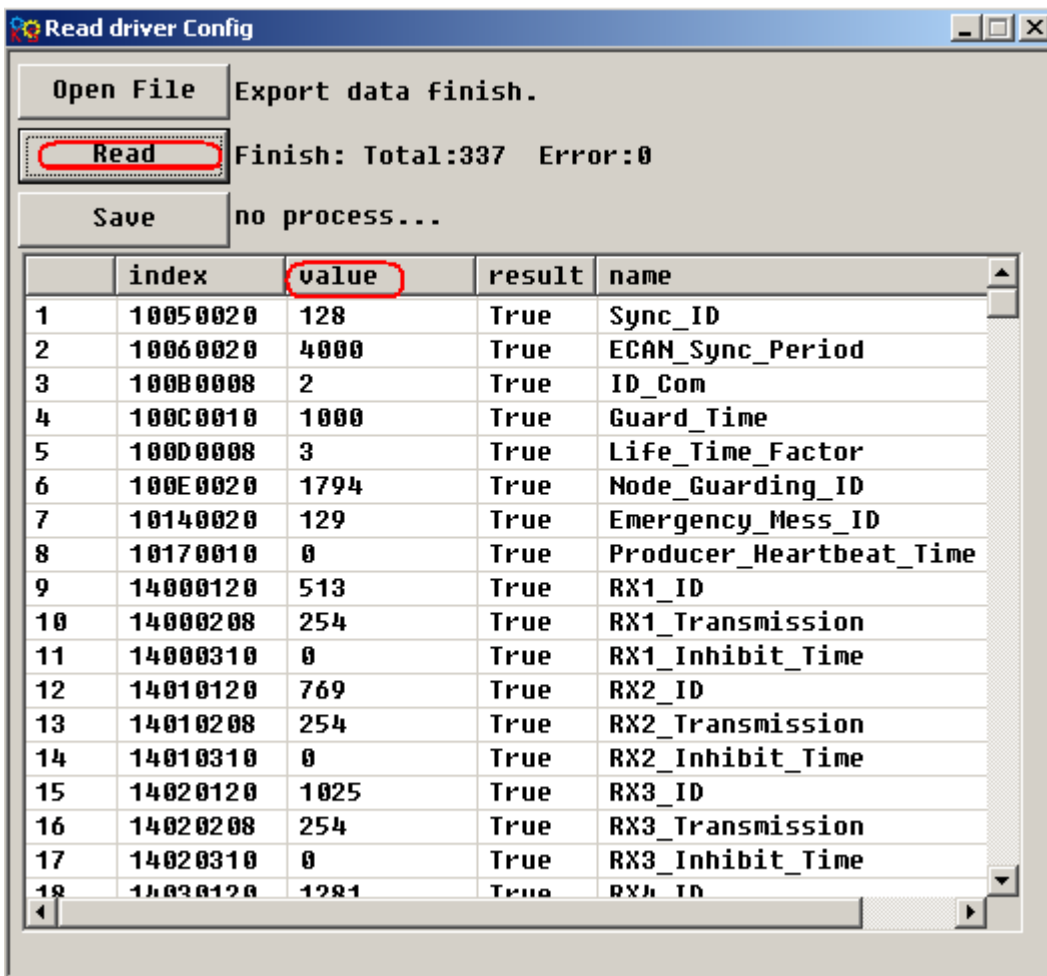 Read driver Config
Open File Export data finish.
Read Finish: Total:337 Error:0
Save no process...
index value result name
1 10050020 128 True Sync_ID
2 10060020 4000 True ECAN_Sync_Period
3 100B0008 2 True ID_Com
4 100C0010 1000 True Guard_Time
5 100D0008 3 True Life_Time_Factor
6 100E0020 1794 True Node_Guarding_ID
7 10140020 129 True Emergency_Mess_ID
8 10170010 0 True Producer_Heartbeat_Time
9 14000120 513 True RX1_ID
10 14000208 254 True RX1_Transmission
11 14000310 0 True RX1_Inhibit_Time
12 14010120 769 True RX2_ID
13 14010208 254 True RX2_Transmission
14 14010310 0 True RX2_Inhibit_Time
15 14020120 1025 True RX3_ID
16 14020208 254 True RX3_Transmission
17 14020310 0 True RX3_Inhibit_Time
18 14030120 1281 True RX4_ID